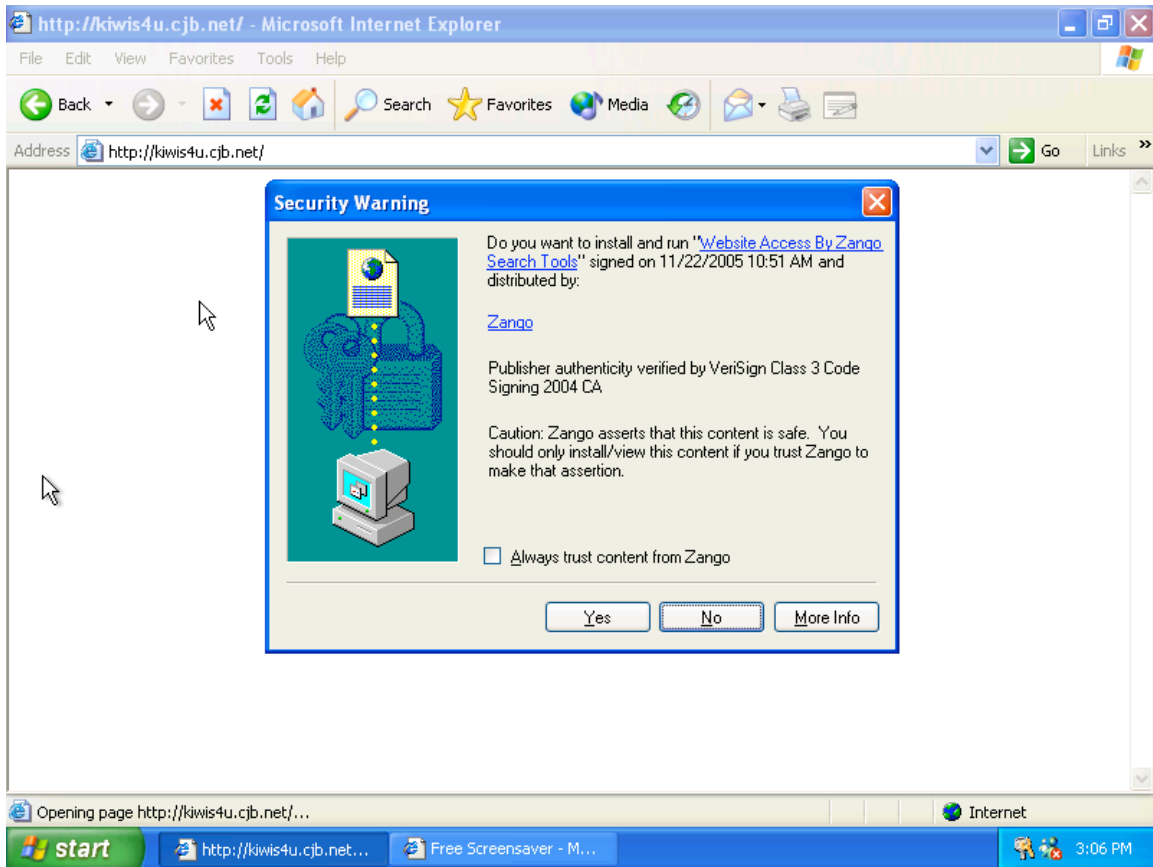 http://kiwis4u.cjb.net/ - Microsoft Internet Explorer
File Edit View Favorites Tools Help
Back Search Favorites Media
Address http://kiwis4u.cjb.net/ Go Links »
Security Warning
Do you want to install and run "Website Access By Zango
Search Tools" signed on 11/22/2005 10:51 AM and
distributed by:
Zango
Publisher authenticity verified by VeriSign Class 3 Code
Signing 2004 CA
Caution: Zango asserts that this content is safe. You
should only install/view this content if you trust Zango to
make that assertion.
Always trust content from Zango
Yes No More Info
Opening page http://kiwis4u.cjb.net/... Internet
start http://kiwis4u.cjb.net... Free Screensaver - M... 3:06 PM